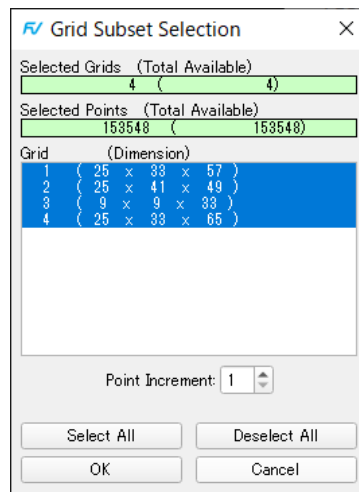 FV Grid Subset Selection
Selected Grids (Total Available)
4 ( 4)
Selected Points (Total Available)
153548 ( 153548)
Grid (Dimension)
1 ( 25 x 33 x 57 )
2 ( 25 x 41 x 49 )
3 ( 9 x 9 x 33 )
4 ( 25 x 33 x 65 )
Point Increment: 1
Select All Deselect All
OK Cancel